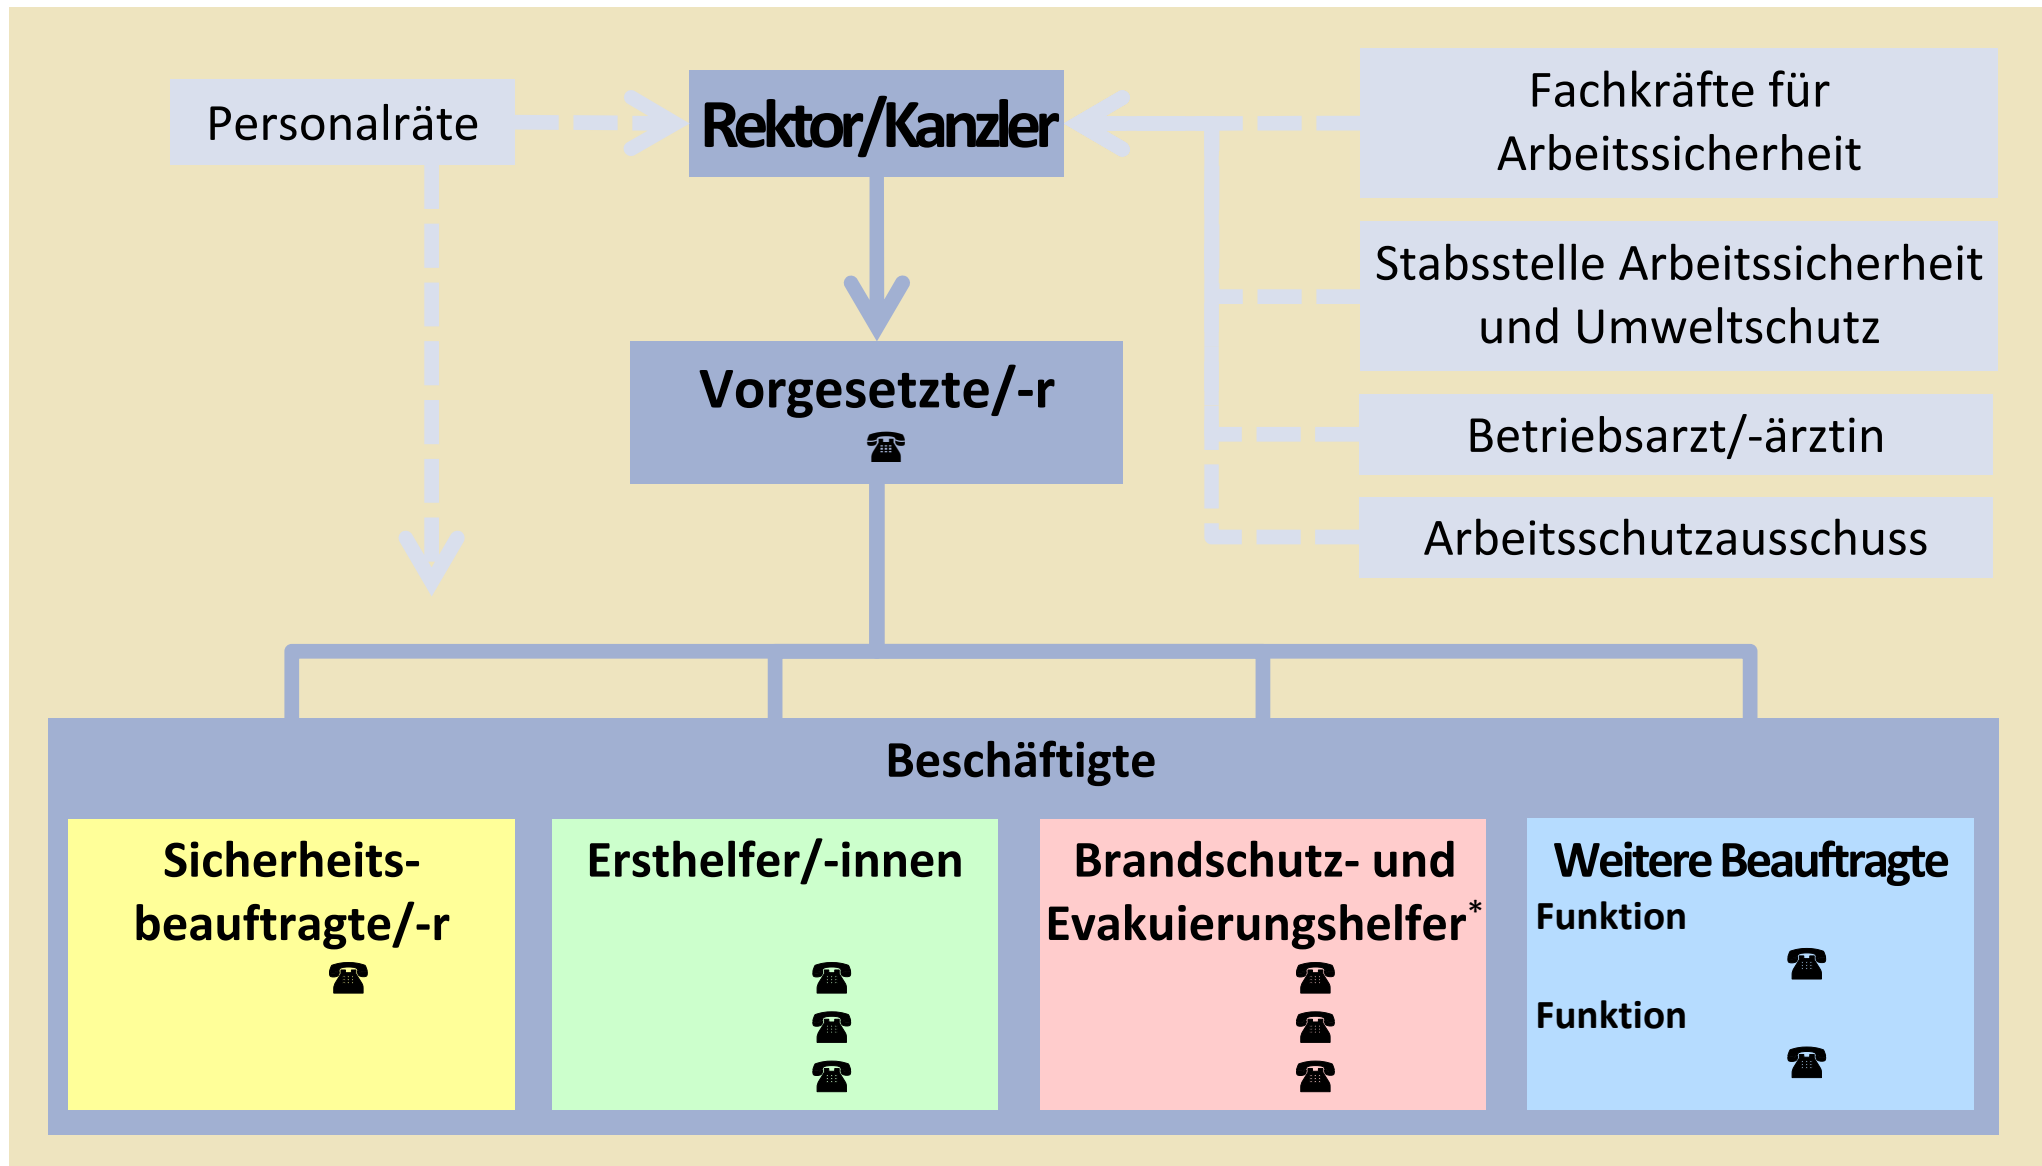 Personalräte
Rektor/Kanzler
Fachkräfte für
Arbeitssicherheit
Stabsstelle Arbeitssicherheit
und Umweltschutz
Betriebsarzt/-ärztin
Arbeitsschutzausschuss
Vorgesetzte/-r
☎
Beschäftigte
Sicherheits-
beauftragte/-r
☎
Ersthelfer/-innen
☎
☎
☎
Brandschutz- und
Evakuierungshelfer*
☎
☎
☎
Weitere Beauftragte
Funktion
☎
Funktion
☎